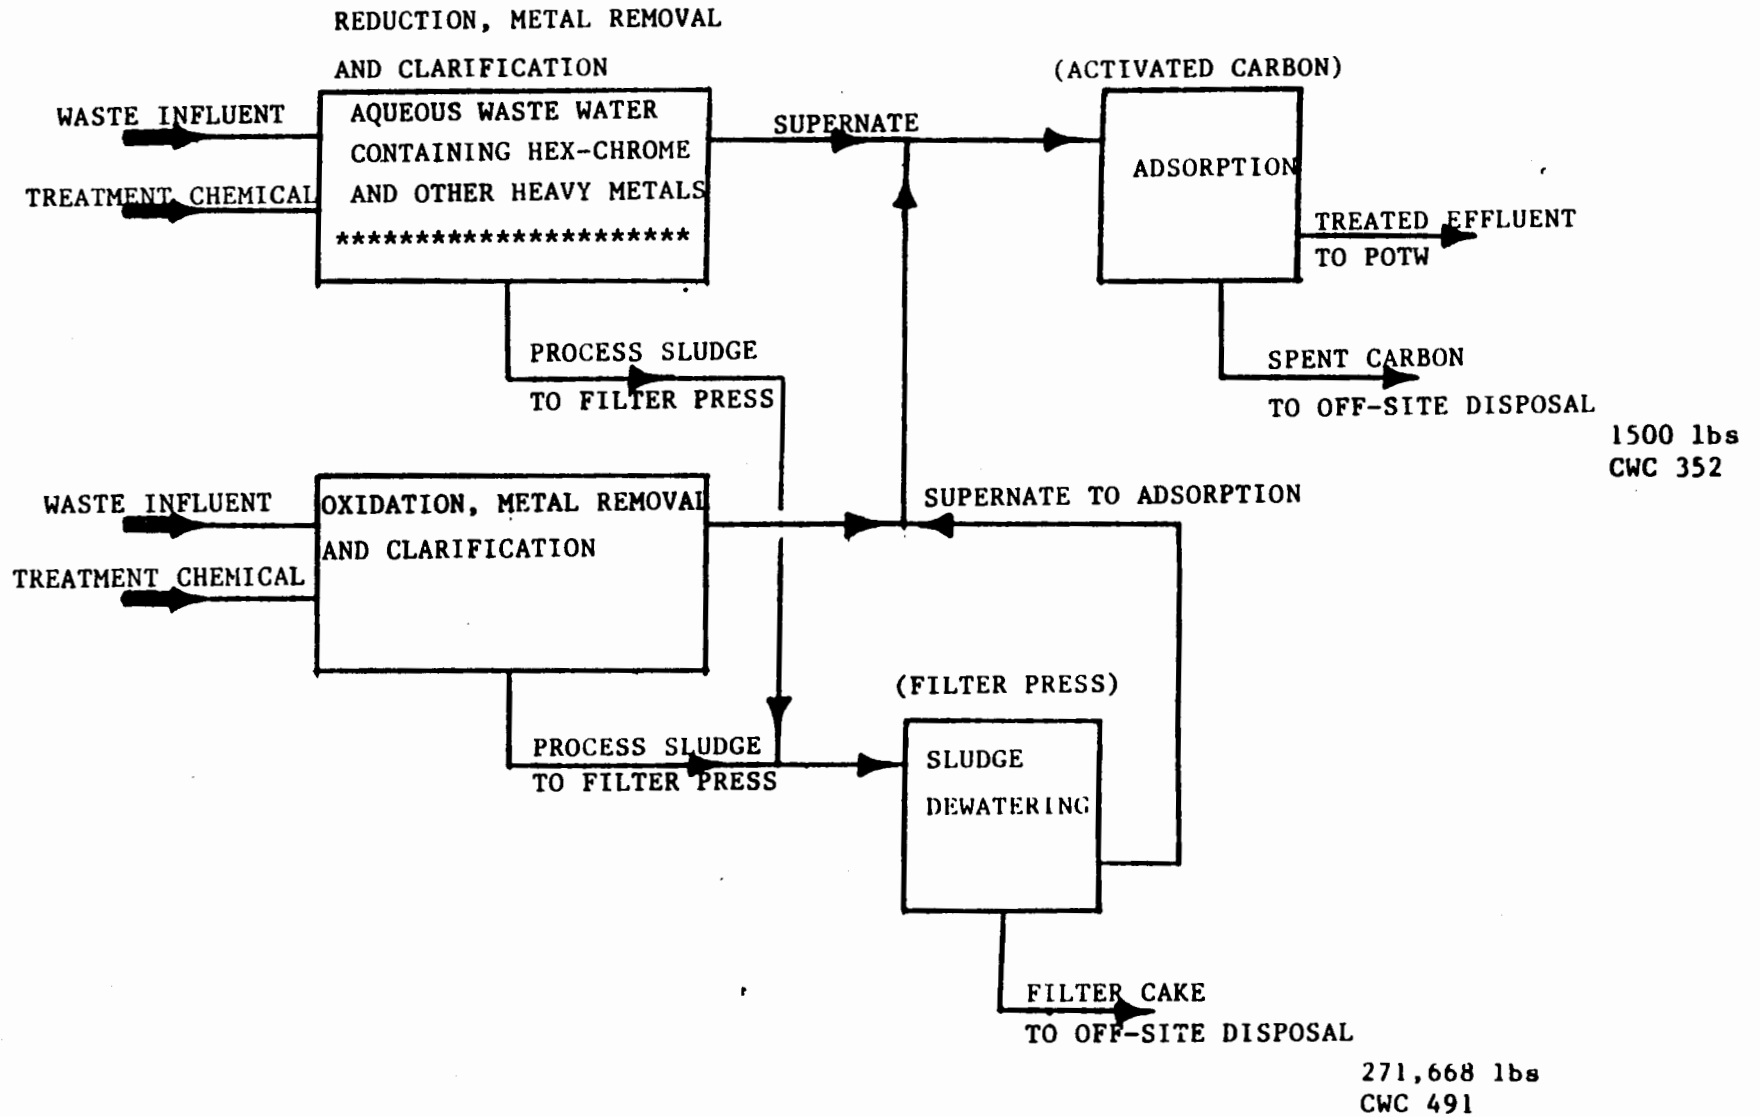 REDUCTION, METAL REMOVAL
AND CLARIFICATION
(ACTIVATED CARBON)
WASTE INFLUENT
TREATMENT CHEMICAL
AQUEOUS WASTE WATER
CONTAINING HEX-CHROME
AND OTHER HEAVY METALS
**********************
SUPERNATE
ADSORPTION
TREATED EFFLUENT
TO POTW
PROCESS SLUDGE
TO FILTER PRESS
SPENT CARBON
TO OFF-SITE DISPOSAL
1500 lbs
CWC 352
WASTE INFLUENT
TREATMENT CHEMICAL
OXIDATION, METAL REMOVAL
AND CLARIFICATION
SUPERNATE TO ADSORPTION
(FILTER PRESS)
PROCESS SLUDGE
TO FILTER PRESS
SLUDGE
DEWATERING
FILTER CAKE
TO OFF-SITE DISPOSAL
271,668 lbs
CWC 491